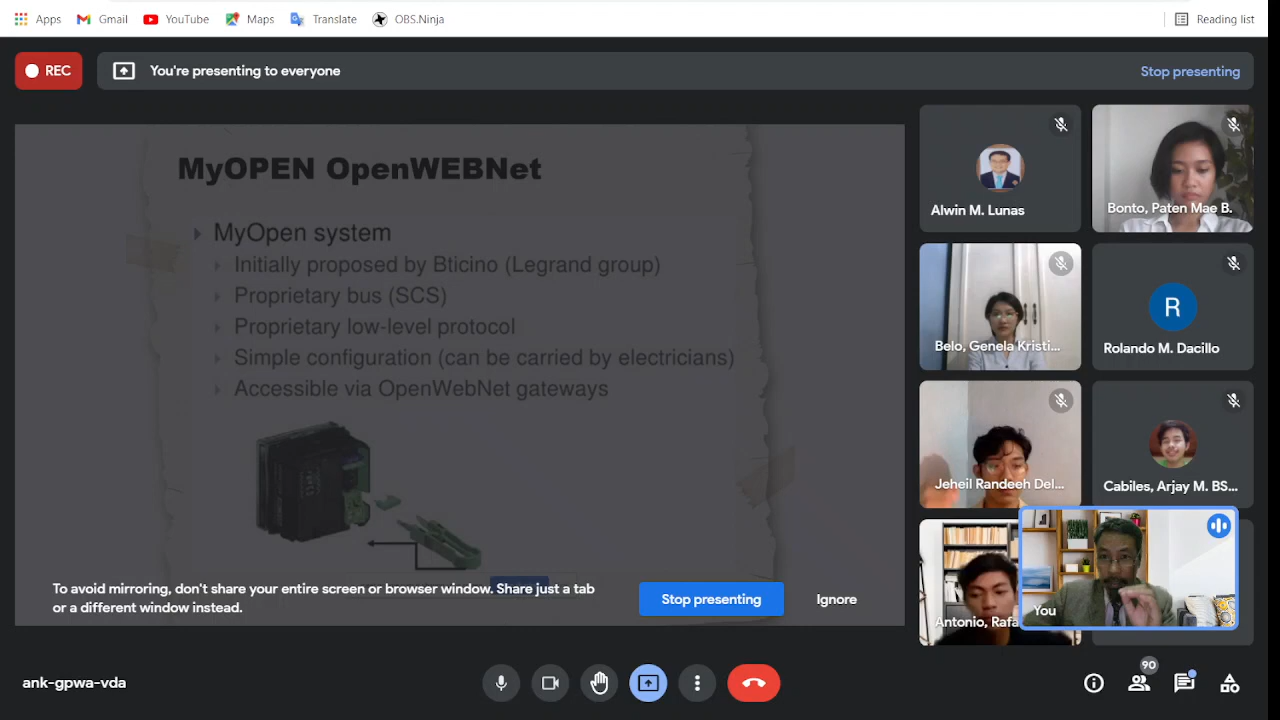 Apps Gmail YouTube Maps Translate OBS.Ninja Reading list
REC You're presenting to everyone Stop presenting
MyOPEN OpenWEBNet
MyOpen system
Initially proposed by Bticino (Legrand group)
Proprietary bus (SCS)
Proprietary low-level protocol
Simple configuration (can be carried by electricians)
Accessible via OpenWebNet gateways
To avoid mirroring, don't share your entire screen or browser window. Share just a tab
or a different window instead.
Stop presenting Ignore
Alwin M. Lunas
Bonto, Paten Mae B.
Belo, Genela Kristi...
R
Rolando M. Dacillo
Jeheil Randeeh Del...
Cabiles, Arjay M. BS...
Antonio, Rafa
You
ank-gpwa-vda
90